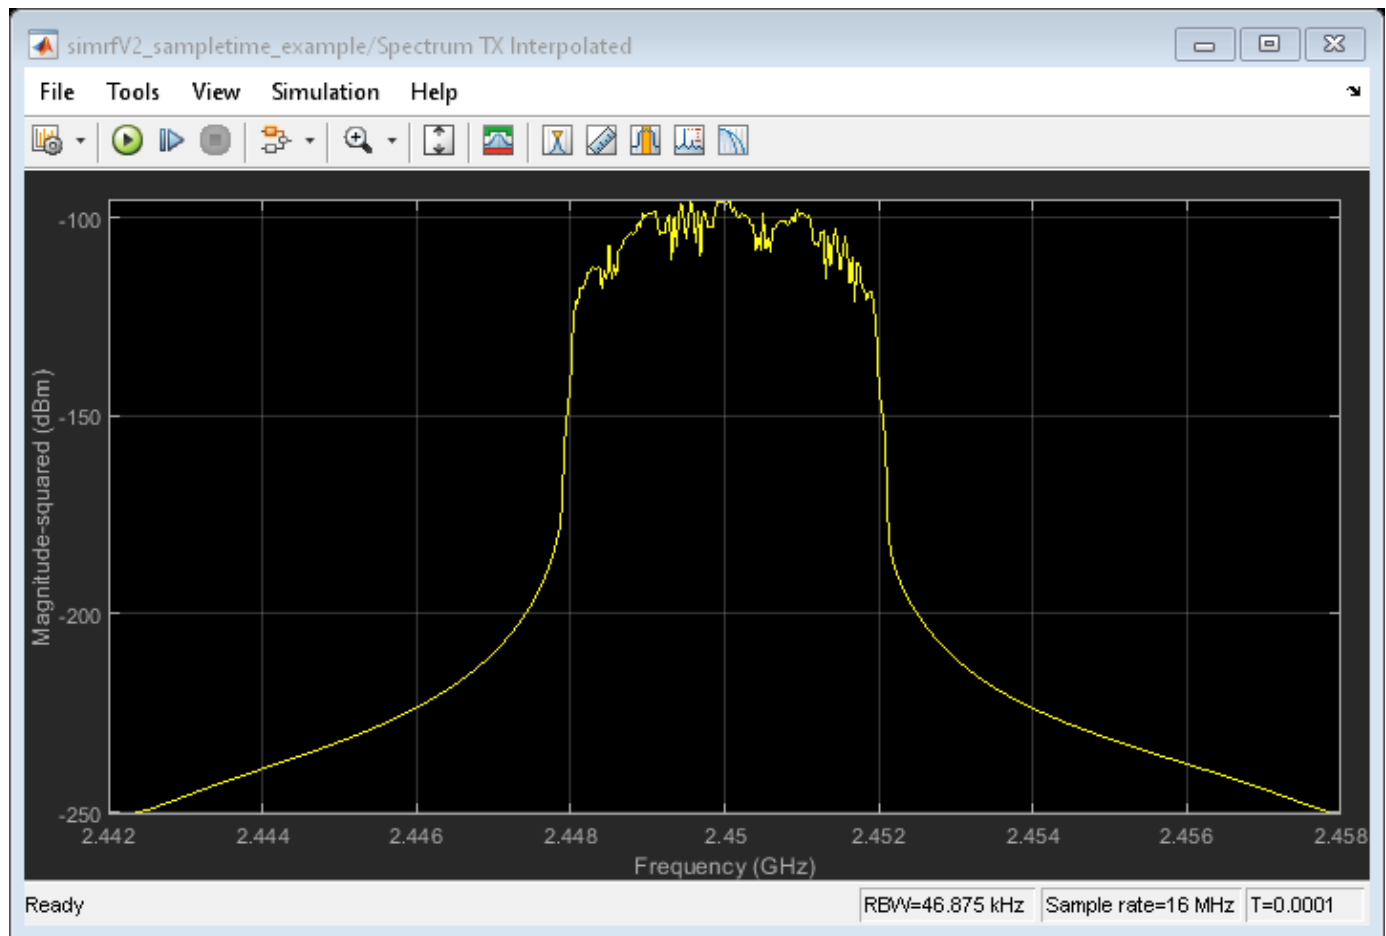 simrfV2_sampletime_example/Spectrum TX Interpolated
File Tools View Simulation Help
-100
-150
-200
-250
Magnitude-squared (dBm)
2.442 2.444 2.446 2.448 2.45 2.452 2.454 2.456 2.458
Frequency (GHz)
Ready RBW=46.875 kHz Sample rate=16 MHz T=0.0001